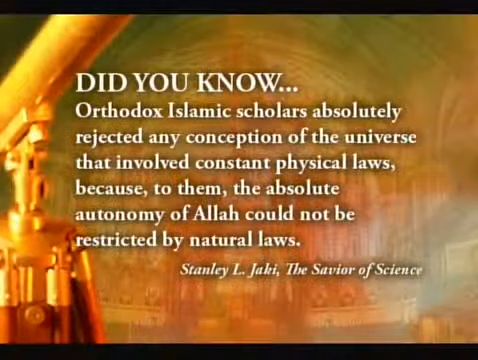 DID YOU KNOW...
Orthodox Islamic scholars absolutely
rejected any conception of the universe
that involved constant physical laws,
because, to them, the absolute
autonomy of Allah could not be
restricted by natural laws.
Stanley L. Jaki, The Savior of Science